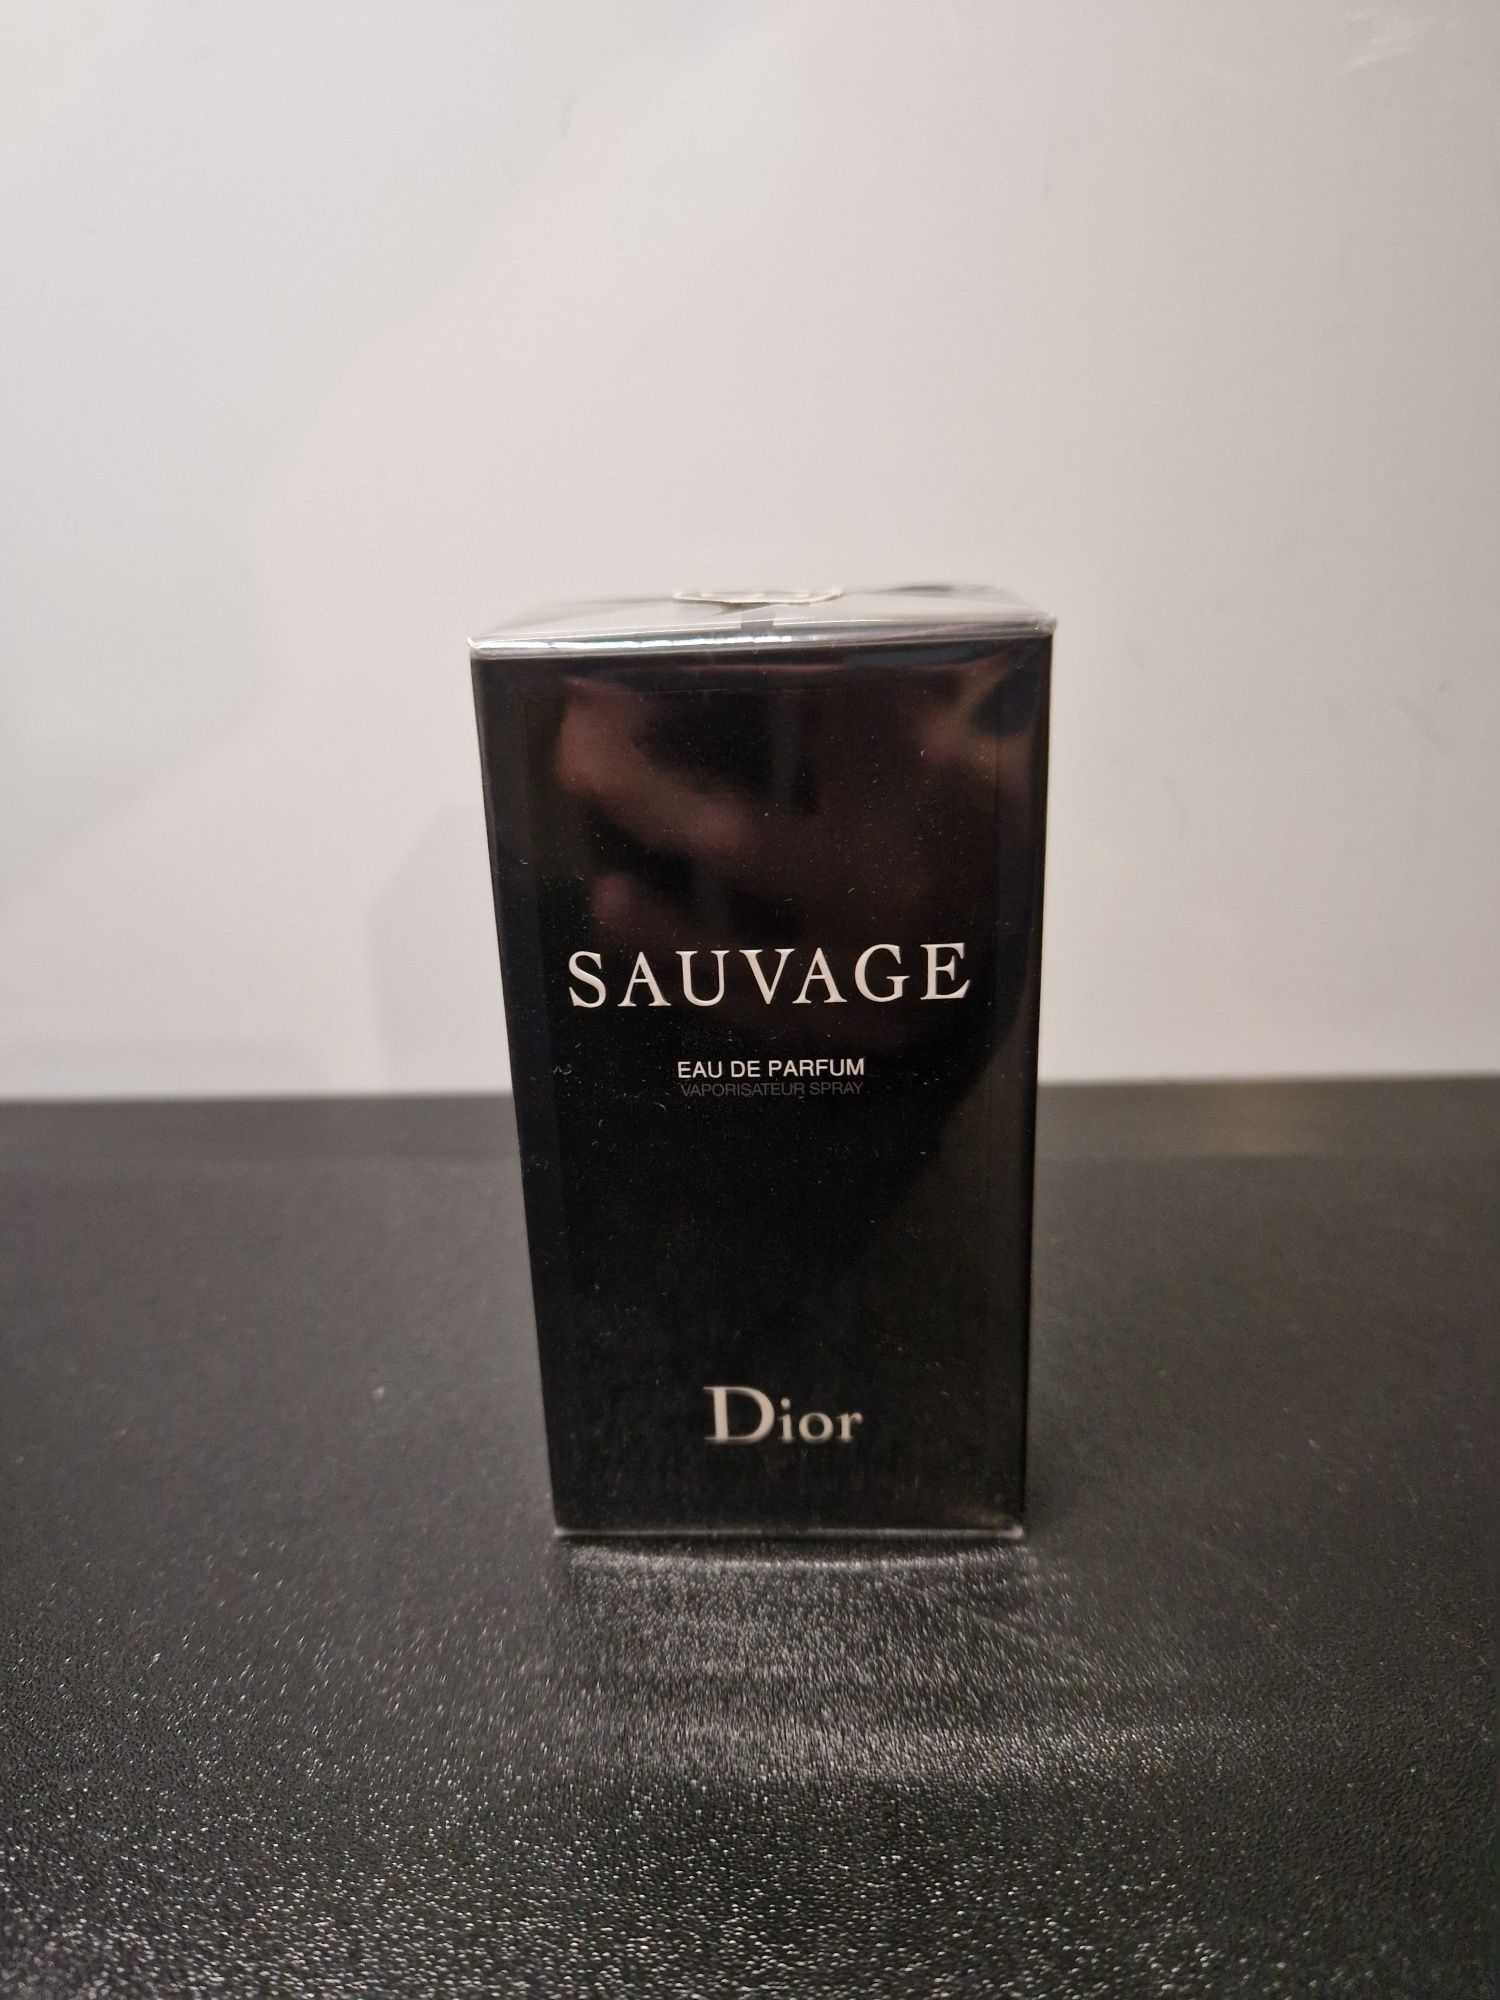 SAUVAGE
EAU DE PARFUM
VAPORISATEUR SPRAY
Dior